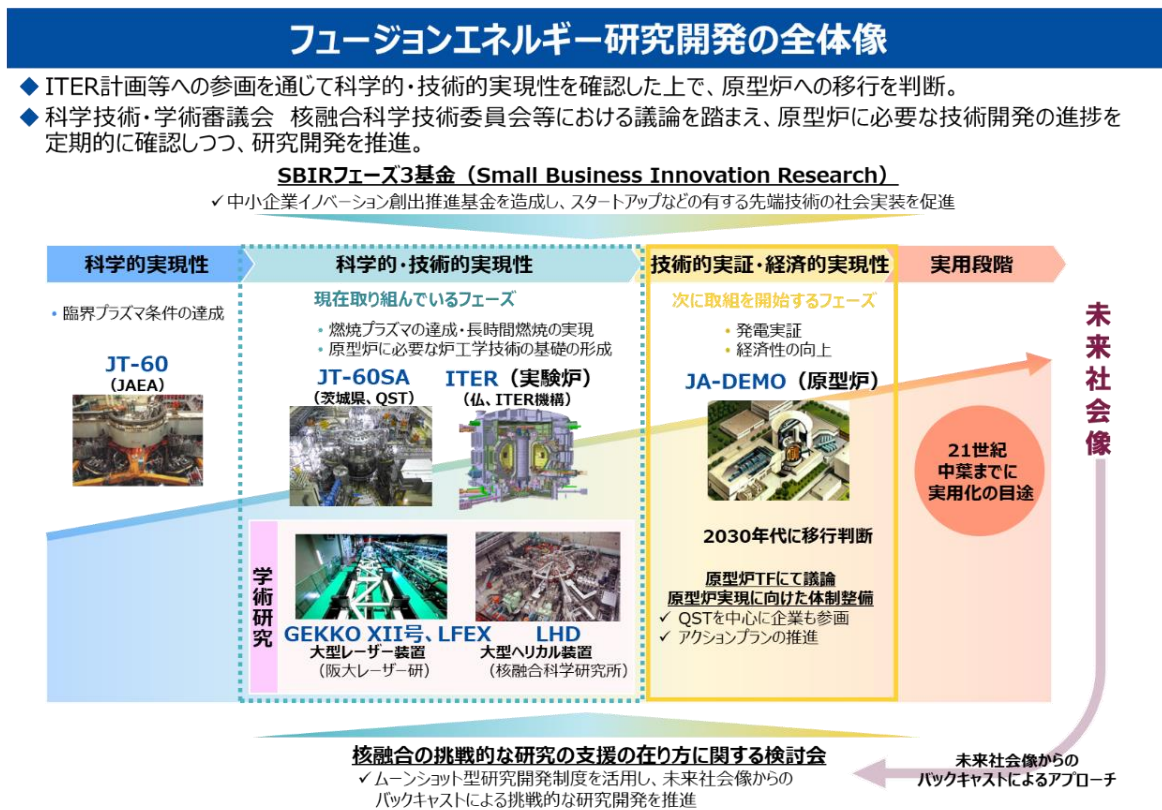 フュージョンエネルギー研究開発の全体像
◆ ITER計画等への参画を通じて科学的・技術的実現性を確認した上で、原型炉への移行を判断。
◆ 科学技術・学術審議会　核融合科学技術委員会等における議論を踏まえ、原型炉に必要な技術開発の進捗を
定期的に確認しつつ、研究開発を推進。
SBIRフェーズ3基金（Small Business Innovation Research）
✓中小企業イノベーション創出推進基金を造成し、スタートアップなどの有する先端技術の社会実装を促進
科学的実現性
・臨界プラズマ条件の達成
JT-60
（JAEA）
科学的・技術的実現性
現在取り組んでいるフェーズ
・燃焼プラズマの達成・長時間燃焼の実現
・原型炉に必要な炉工学技術の基礎の形成
JT-60SA
（茨城県、QST）
ITER（実験炉）
（仏、ITER機構）
学術研究
GEKKO XII号、LFEX
大型レーザー装置
（阪大レーザー研）
LHD
大型ヘリカル装置
（核融合科学研究所）
技術的実証・経済的実現性
次に取組を開始するフェーズ
・発電実証
・経済性の向上
JA-DEMO（原型炉）
2030年代に移行判断
原型炉TFにて議論
原型炉実現に向けた体制整備
✓ QSTを中心に企業も参画
✓ アクションプランの推進
実用段階
21世紀
中葉までに
実用化の目途
未来社会像
核融合の挑戦的な研究の支援の在り方に関する検討会
✓ムーンショット型研究開発制度を活用し、未来社会像からの
バックキャストによる挑戦的な研究開発を推進
未来社会像からの
バックキャストによるアプローチ